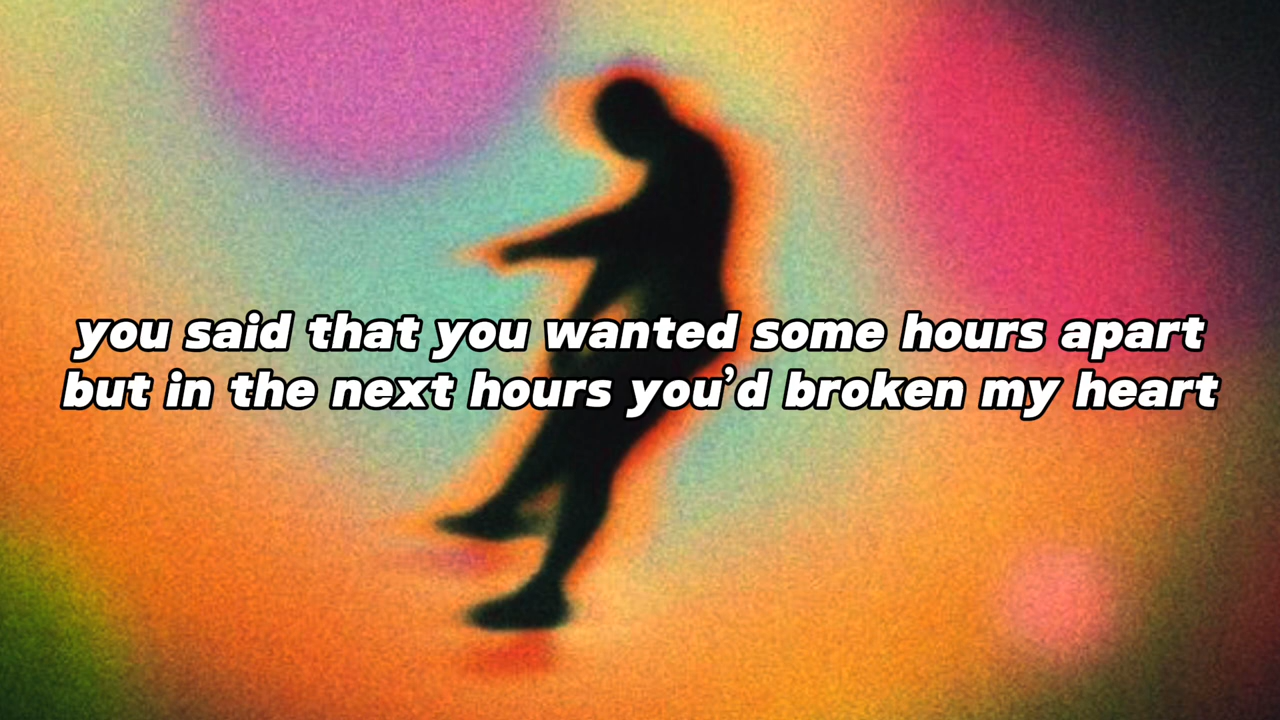 you said that you wanted some hours apart
but in the next hours you’d broken my heart